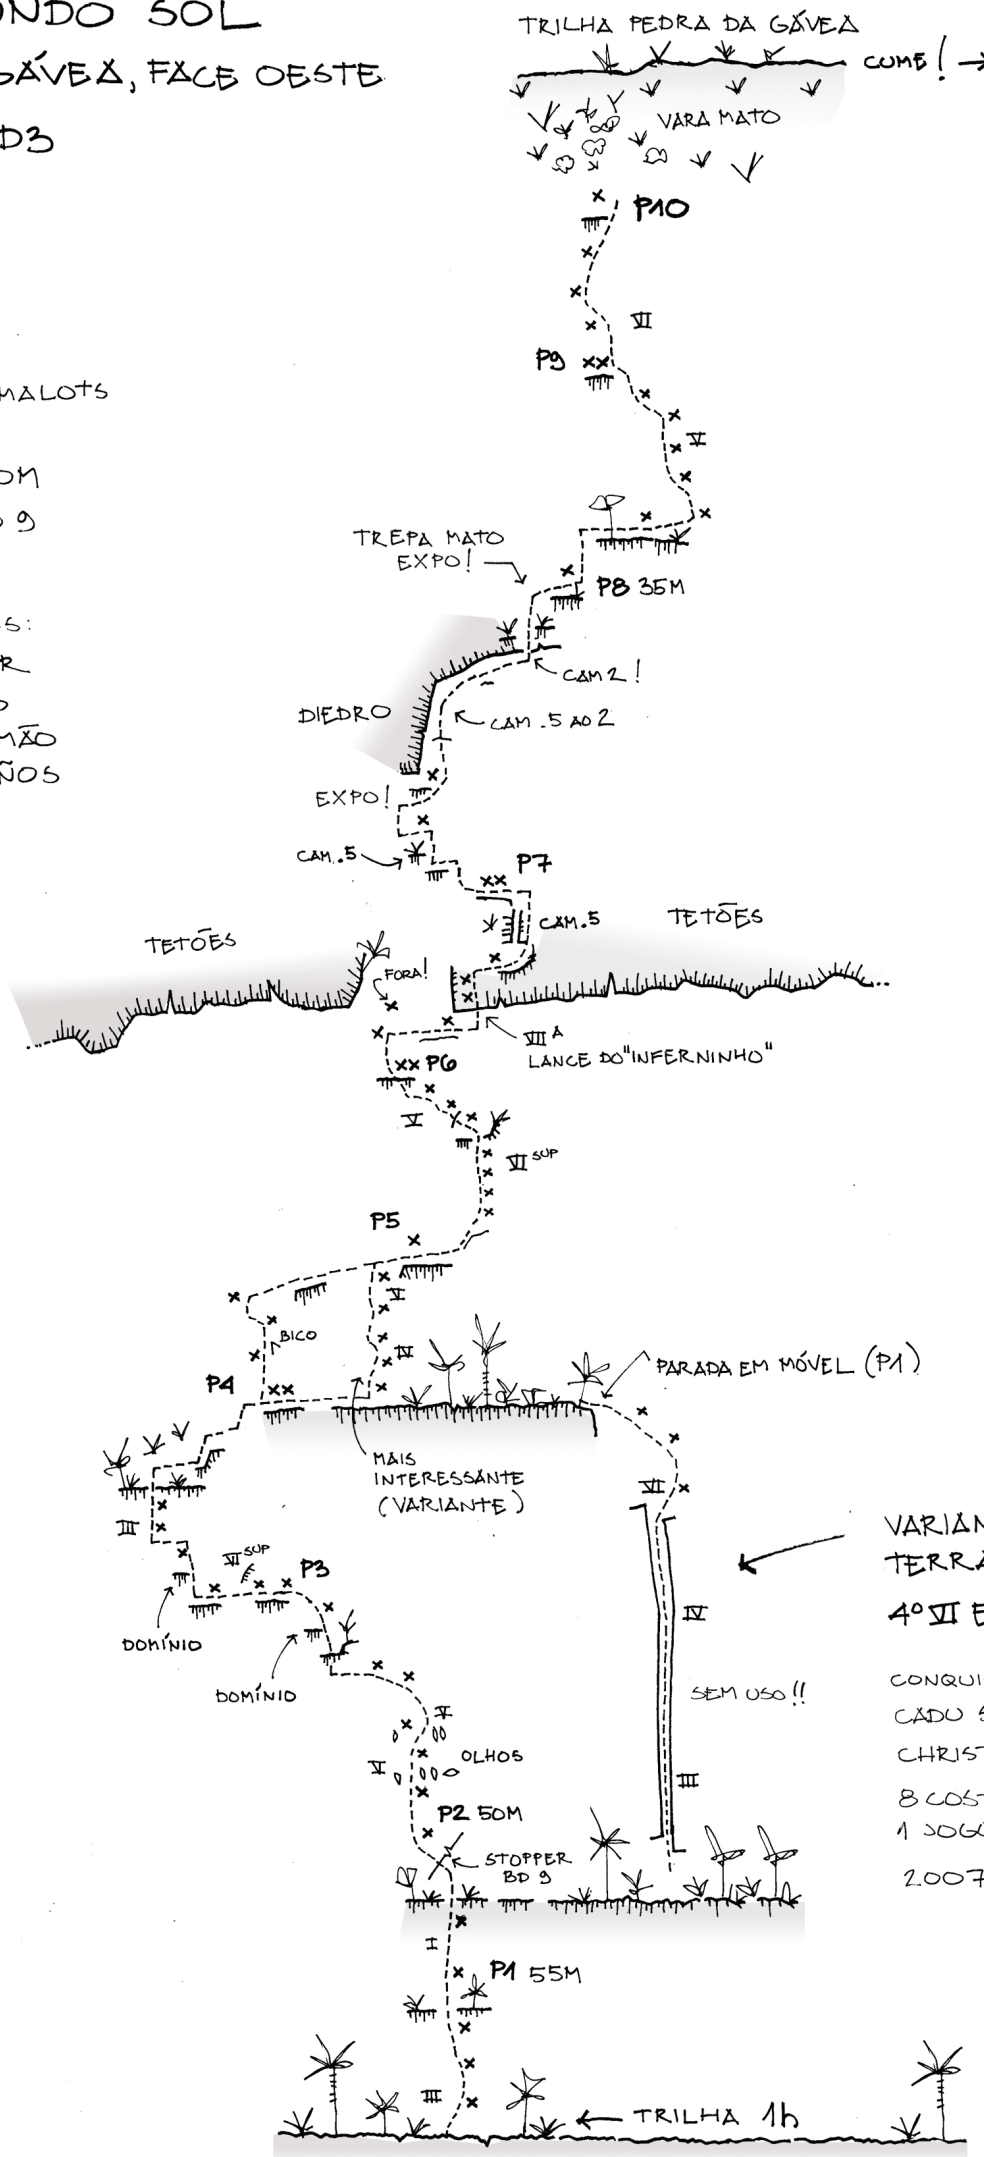 UNDO SOL
GÁVEA, FACE OESTE
D3
TRILHA PEDRA DA GÁVEA
CUME! →
VARA MATO
P10
VI
P9
MALOTS
V
OM
9
TREPA MATO
EXPO!
P8 35M
S:
R
CAM 2!
DIEDRO
CAM .5 AO 2
O
MÃO
ÑOS
EXPO!
CAM .5
P7
CAM.5
TETÕES
TETÕES
FORA!
VII A
LANCE DO "INFERNINHO"
P6
V
VI SUP
P5
V
BICO
IV
PARADA EM MÓVEL (P1)
P4
MAIS
INTERESSANTE
(VARIANTE)
VI
VARIAN
TERRA
4º VI E
III
VI SUP
P3
IV
DOMÍNIO
DOMÍNIO
SEM USO!!
CONQUI
CADU
CHRIST
8 COST
1 JOGO
2007
V
OLHOS
V
III
P2 50M
STOPPER
BD 9
I
P1 55M
III
← TRILHA 1h